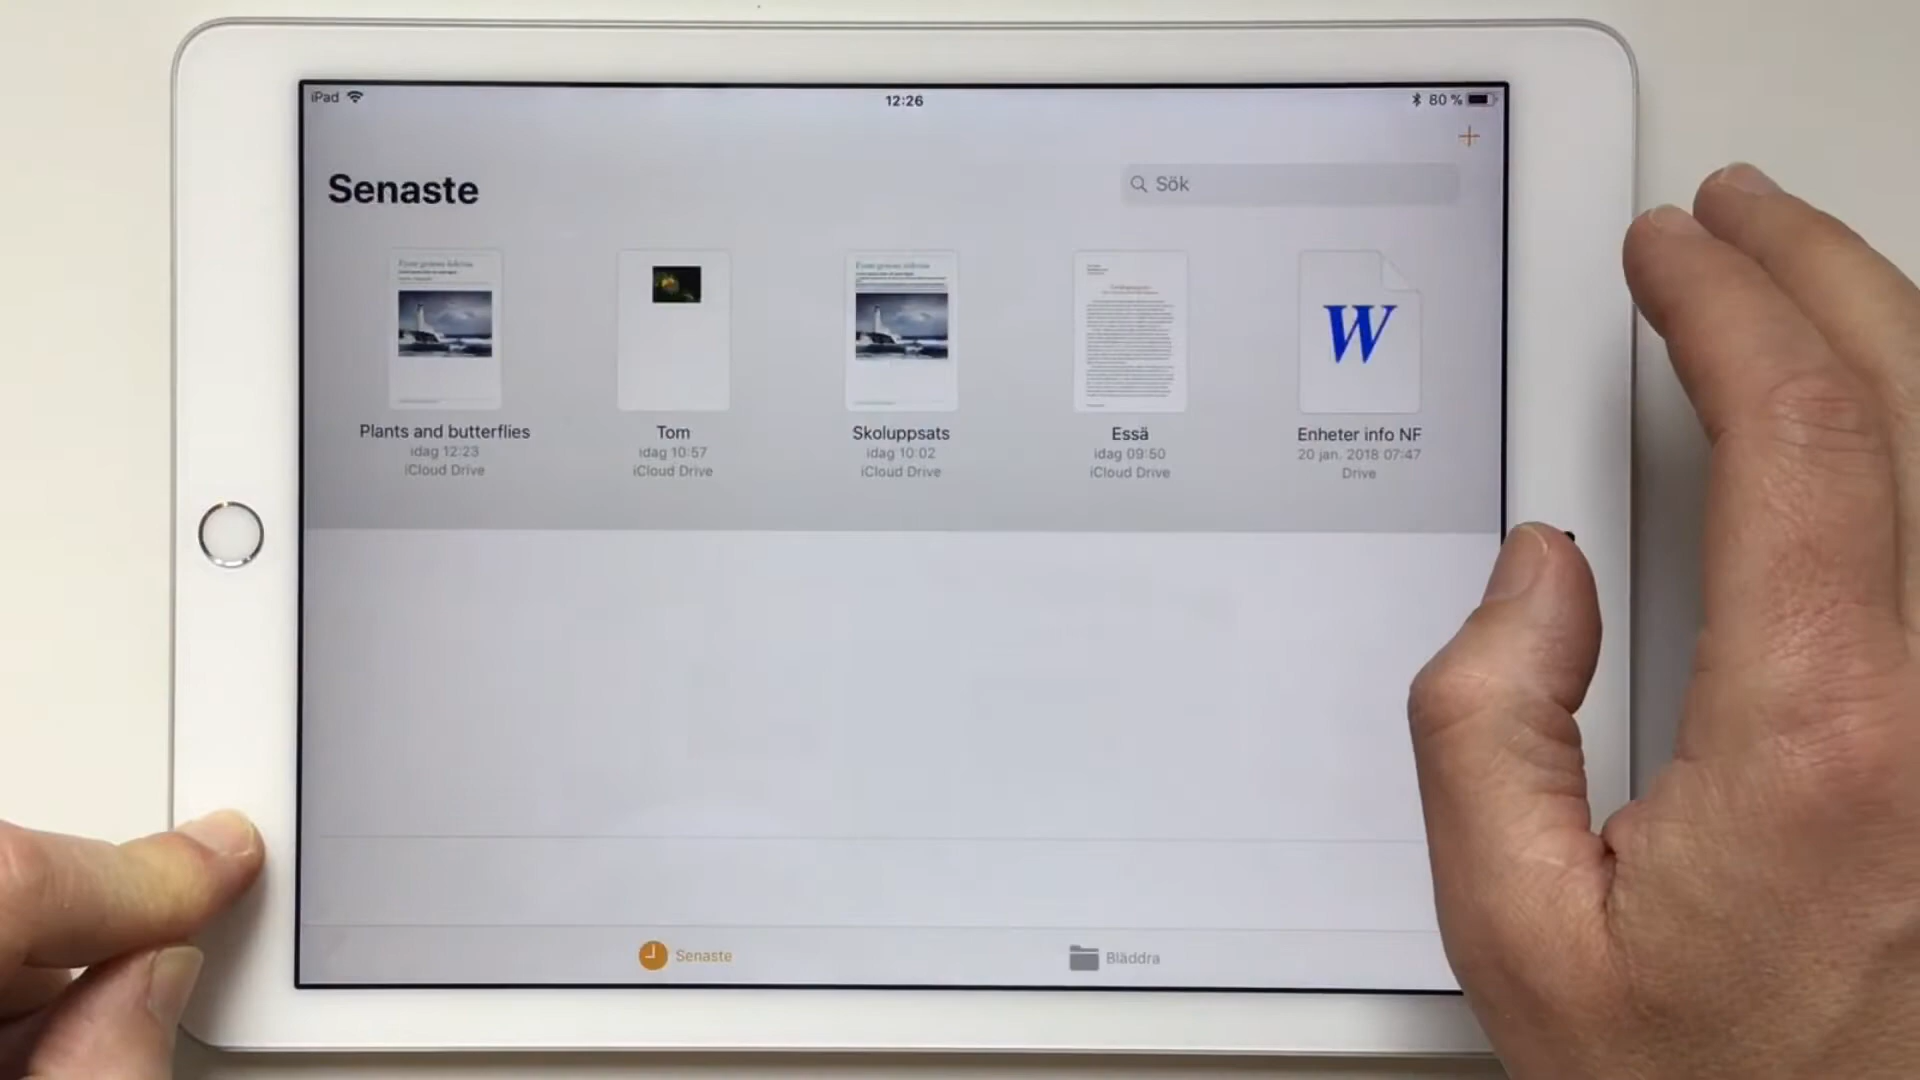 iPad
12:26
80 %
Senaste
Sök
W
Plants and butterflies
idag 12:23
iCloud Drive
Tom
idag 10:57
iCloud Drive
Skoluppsats
idag 10:02
iCloud Drive
Essä
idag 09:50
iCloud Drive
Enheter info NF
20 jan. 2018 07:47
Drive
Senaste
Bläddra